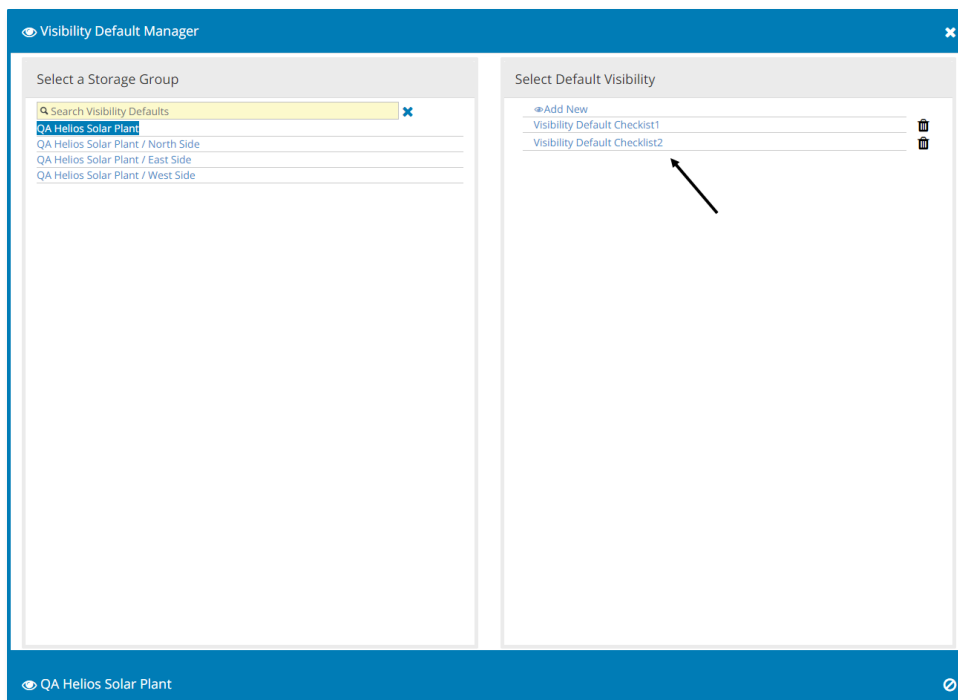 Visibility Default Manager
Select a Storage Group
Search Visibility Defaults
QA Helios Solar Plant
QA Helios Solar Plant / North Side
QA Helios Solar Plant / East Side
QA Helios Solar Plant / West Side
Select Default Visibility
Add New
Visibility Default Checkist1
Visibility Default Checklist2
QA Helios Solar Plant